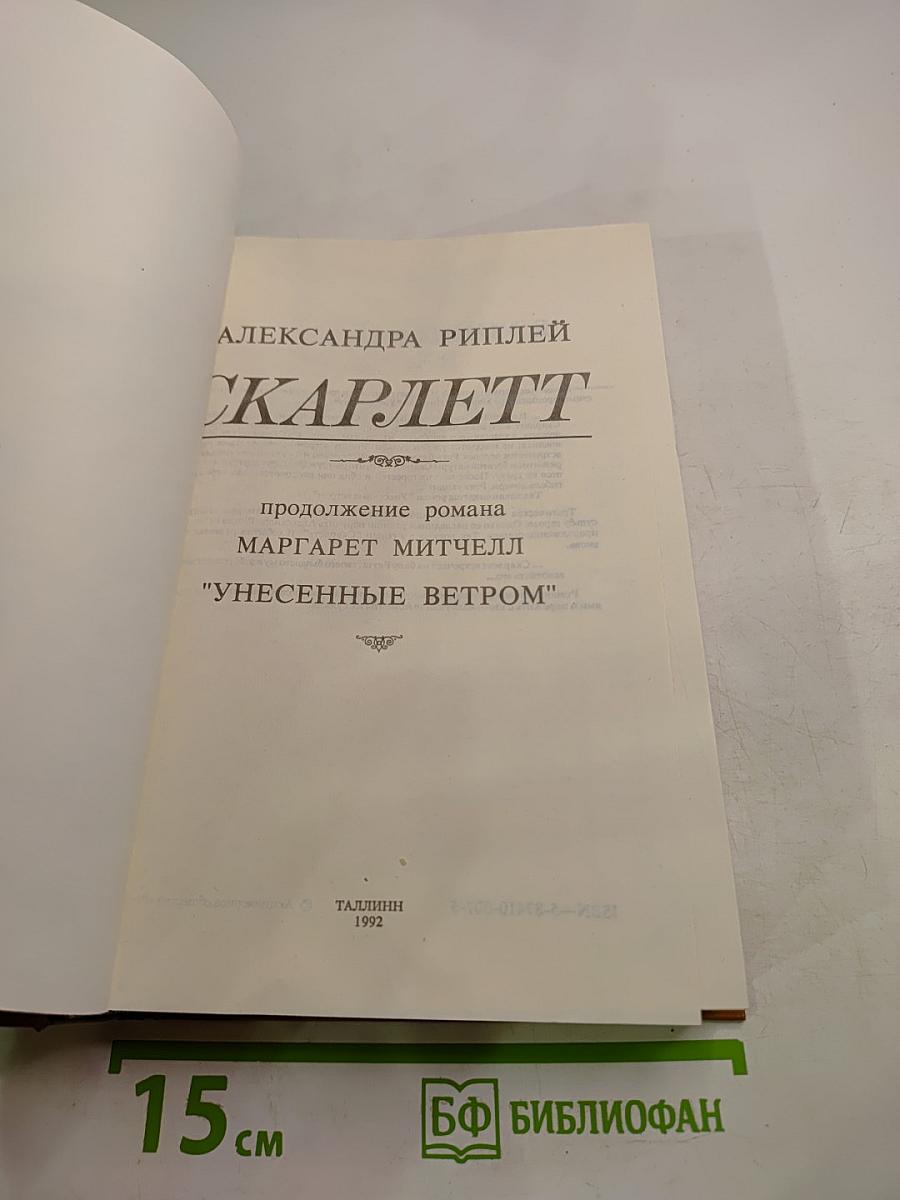 АЛЕКСАНДРА РИПЛЕЙ
СКАРЛЕТТ
продолжение романа
МАРГАРЕТ МИТЧЕЛЛ
"УНЕСЕННЫЕ ВЕТРОМ"
ТАЛЛИНН
1992
15 см
БФ БИБЛИОФАН